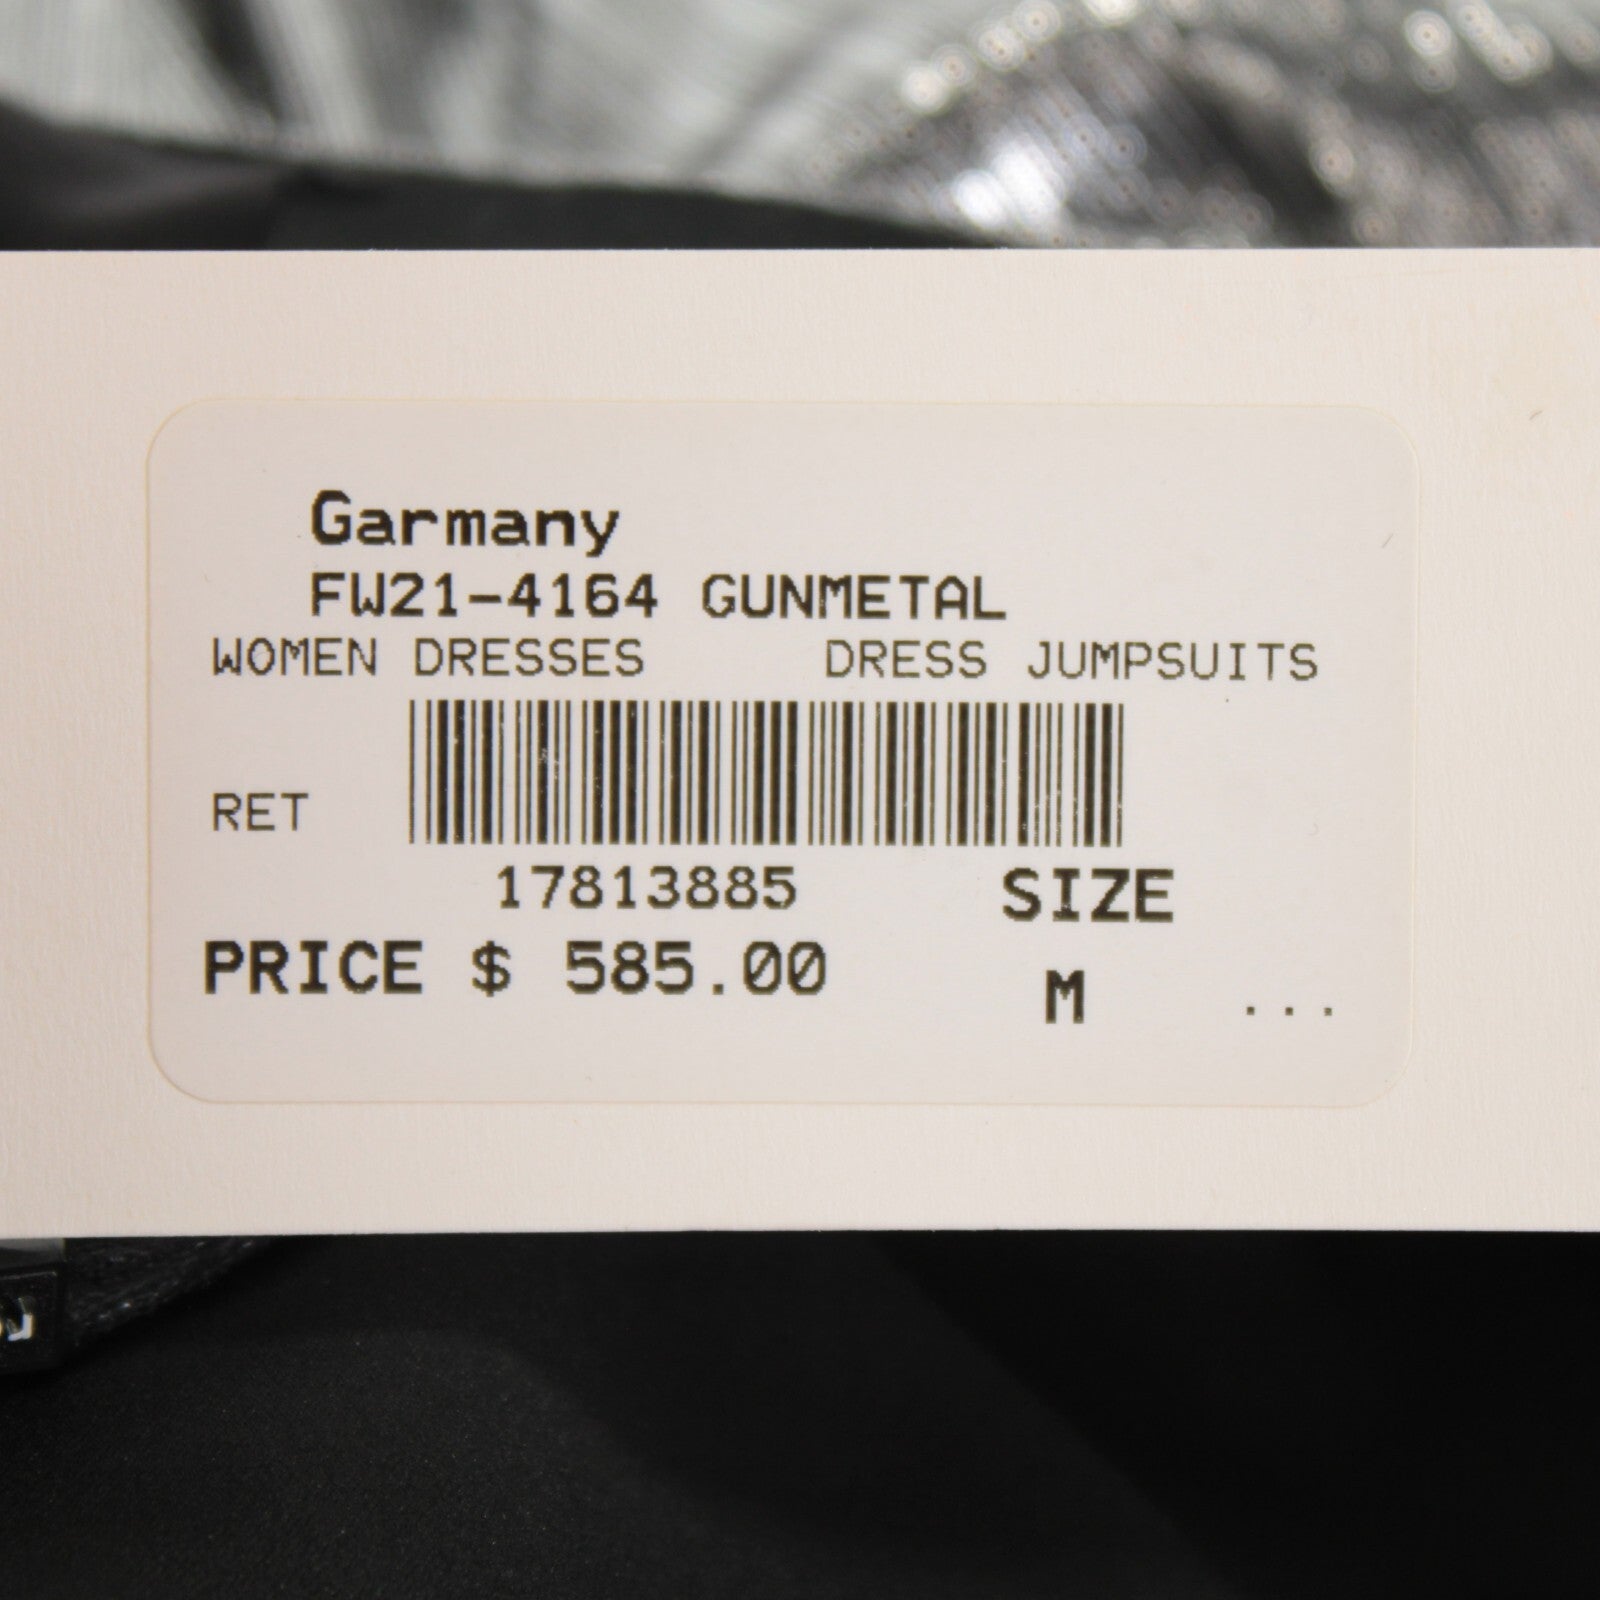 Garmany
FW21-4164 GUNMETAL
WOMEN DRESSES DRESS JUMPSUITS
RET
17813885 SIZE
PRICE $ 585.00
M ...